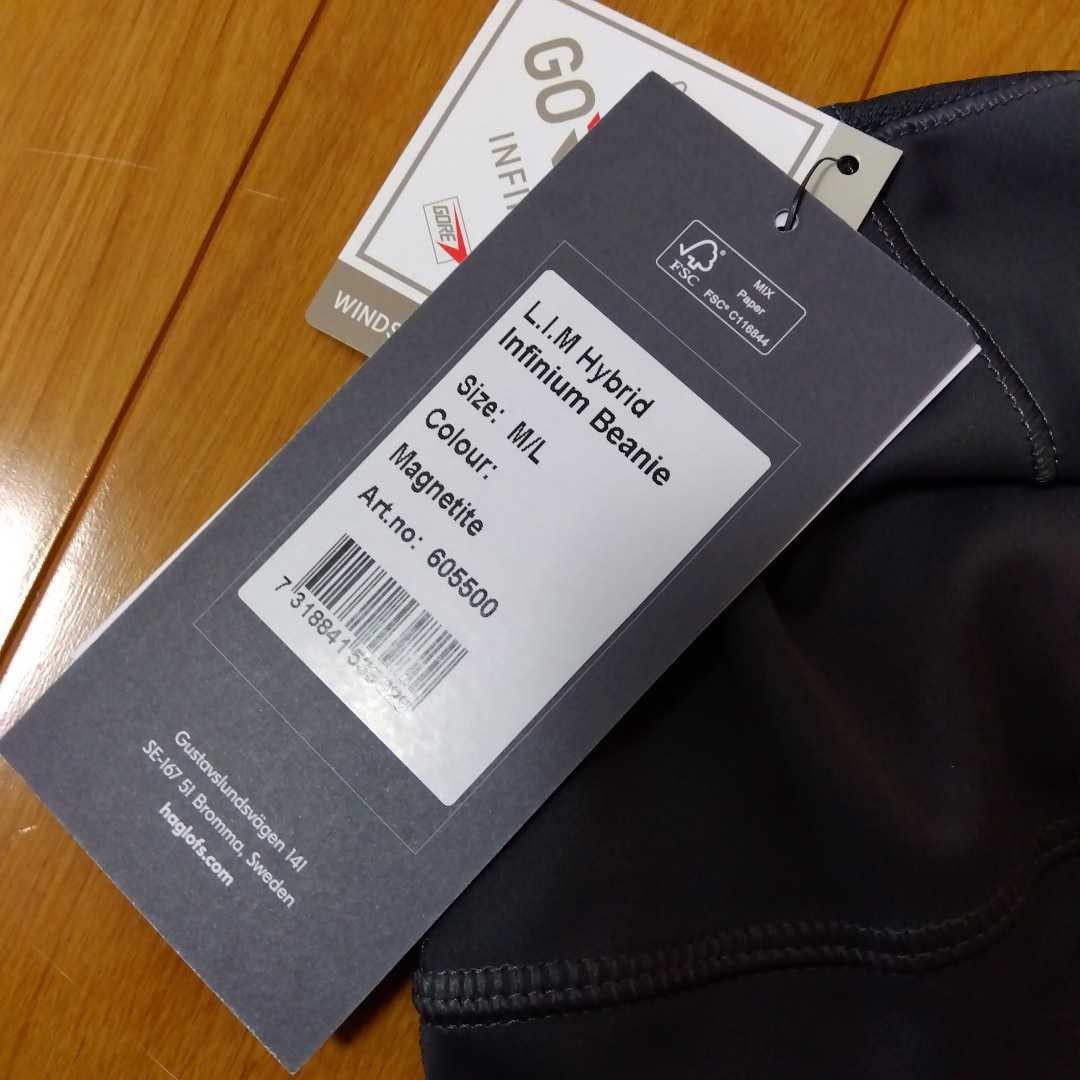 GO
INFI
GORE
WINDS
FSC
MIX
Paper
FSC® C116844
L.I.M Hybrid
Infinium Beanie
Size: M/L
Colour:
Magnetite
Art.no: 605500
Gustavslundsvägen 141
SE-167 51 Bromma, Sweden
haglofs.com